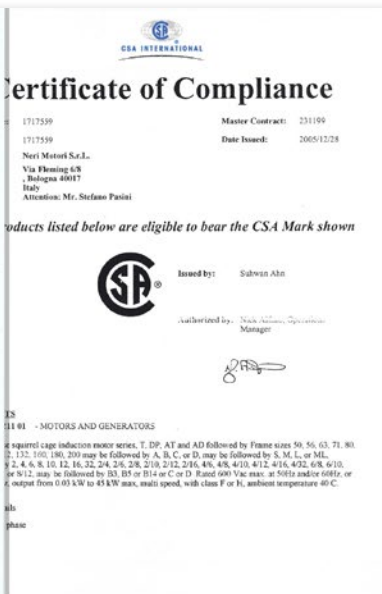 CSA INTERNATIONAL
Certificate of Compliance
1717559 Master Contract: 231199
1717559 Date Issued: 2005/12/28
Neri Motori S.r.L.
Via Fleming 6/8
, Bologna 40017
Italy
Attention: Mr. Stefano Pasini
roducts listed below are eligible to bear the CSA Mark shown
CSA ®
Issued by: Suhwan Ahn
Authorized by: Nick Operations
Manager
TS
11 01 - MOTORS AND GENERATORS
e squirrel cage induction motor series, T, DP, AT and AD followed by Frame sizes 50, 56, 63, 71, 80,
2, 132, 160, 180, 200 may be followed by A, B, C, or D, may be followed by S, M, L, or ML,
y 2, 4, 6, 8, 10, 12, 16, 32, 2/4, 2/6, 2/8, 2/10, 2/12, 2/16, 4/6, 4/8, 4/10, 4/12, 4/16, 4/32, 6/8, 6/10,
or 8/12, may be followed by B3, B5 or B14 or C or D. Rated 600 Vac max. at 50Hz and/or 60Hz, or
, output from 0.03 kW to 45 kW max, multi speed, with class F or H, ambient temperature 40 C.
ils
phase